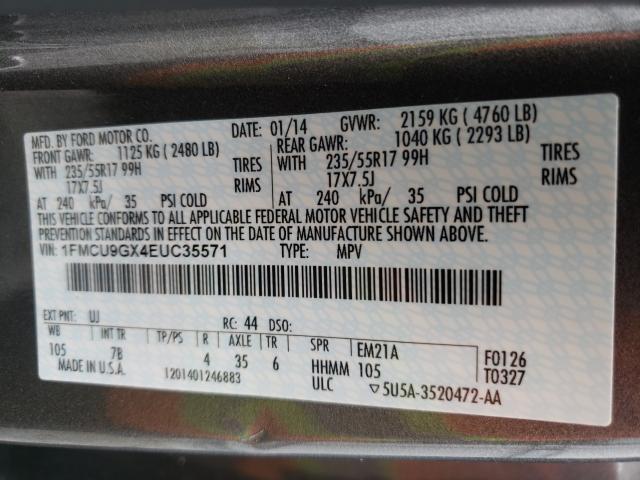 MFD. BY FORD MOTOR CO.
DATE: 01/14 GVWR: 2159 KG ( 4760 LB)
FRONT GAWR: 1125 KG ( 2480 LB) REAR GAWR: 1040 KG ( 2293 LB)
WITH 235/55R17 99H TIRES WITH 235/55R17 99H TIRES
17X7.5J RIMS 17X7.5J RIMS
AT 240 kPa/ 35 PSI COLD AT 240 kPa/ 35 PSI COLD
THIS VEHICLE CONFORMS TO ALL APPLICABLE FEDERAL MOTOR VEHICLE SAFETY AND THEFT
PREVENTION STANDARDS IN EFFECT ON THE DATE OF MANUFACTURE SHOWN ABOVE.
VIN: 1FMCU9GX4EUC35571 TYPE: MPV
EXT PNT: UJ RC: 44 DSO:
WB INT TR TP/PS R AXLE TR SPR EM21A F0126
105 7B 4 35 6 HHMM 105 T0327
MADE IN U.S.A. 1201401246883 ULC ▽5U5A-3520472-AA